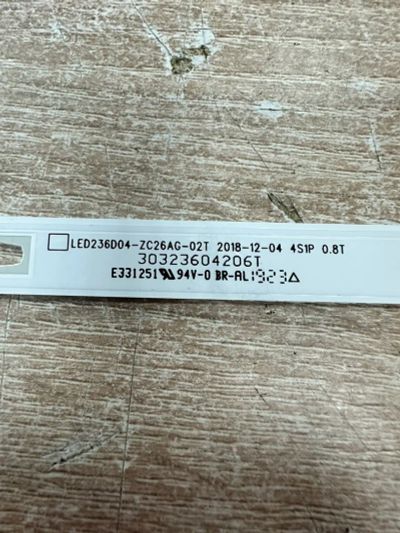 LED236D04-ZC26AG-02T 2018-12-04 4S1P 0.8T
30323604206T
E331251 94V-0 BR-AL 1923